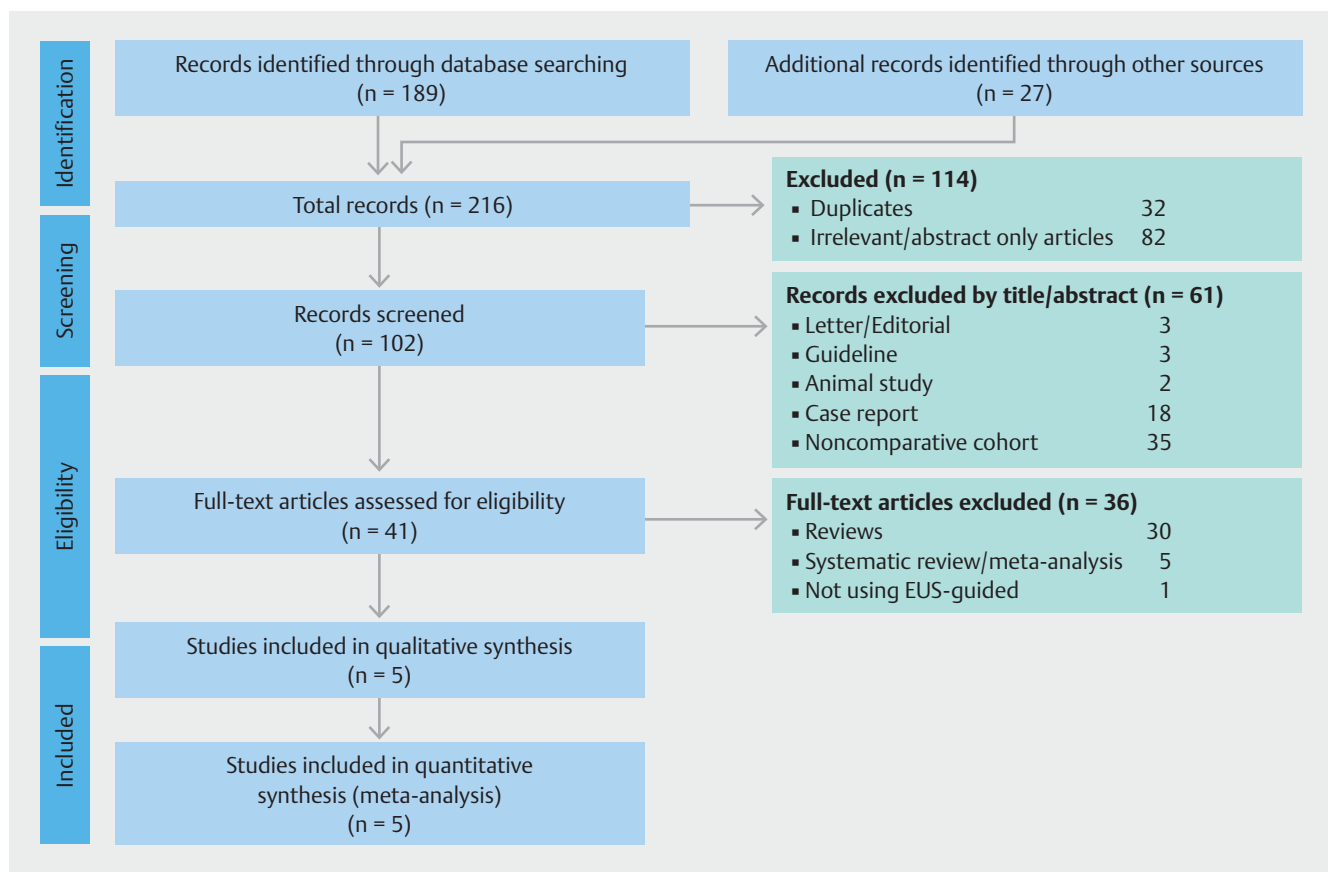 Identification
Records identified through database searching
(n = 189)
Additional records identified through other sources
(n = 27)
Total records (n = 216)
Excluded (n = 114)
▪ Duplicates 32
▪ Irrelevant/abstract only articles 82
Screening
Records screened
(n = 102)
Records excluded by title/abstract (n = 61)
▪ Letter/Editorial 3
▪ Guideline 3
▪ Animal study 2
▪ Case report 18
▪ Noncomparative cohort 35
Eligibility
Full-text articles assessed for eligibility
(n = 41)
Full-text articles excluded (n = 36)
▪ Reviews 30
▪ Systematic review/meta-analysis 5
▪ Not using EUS-guided 1
Included
Studies included in qualitative synthesis
(n = 5)
Studies included in quantitative
synthesis (meta-analysis)
(n = 5)